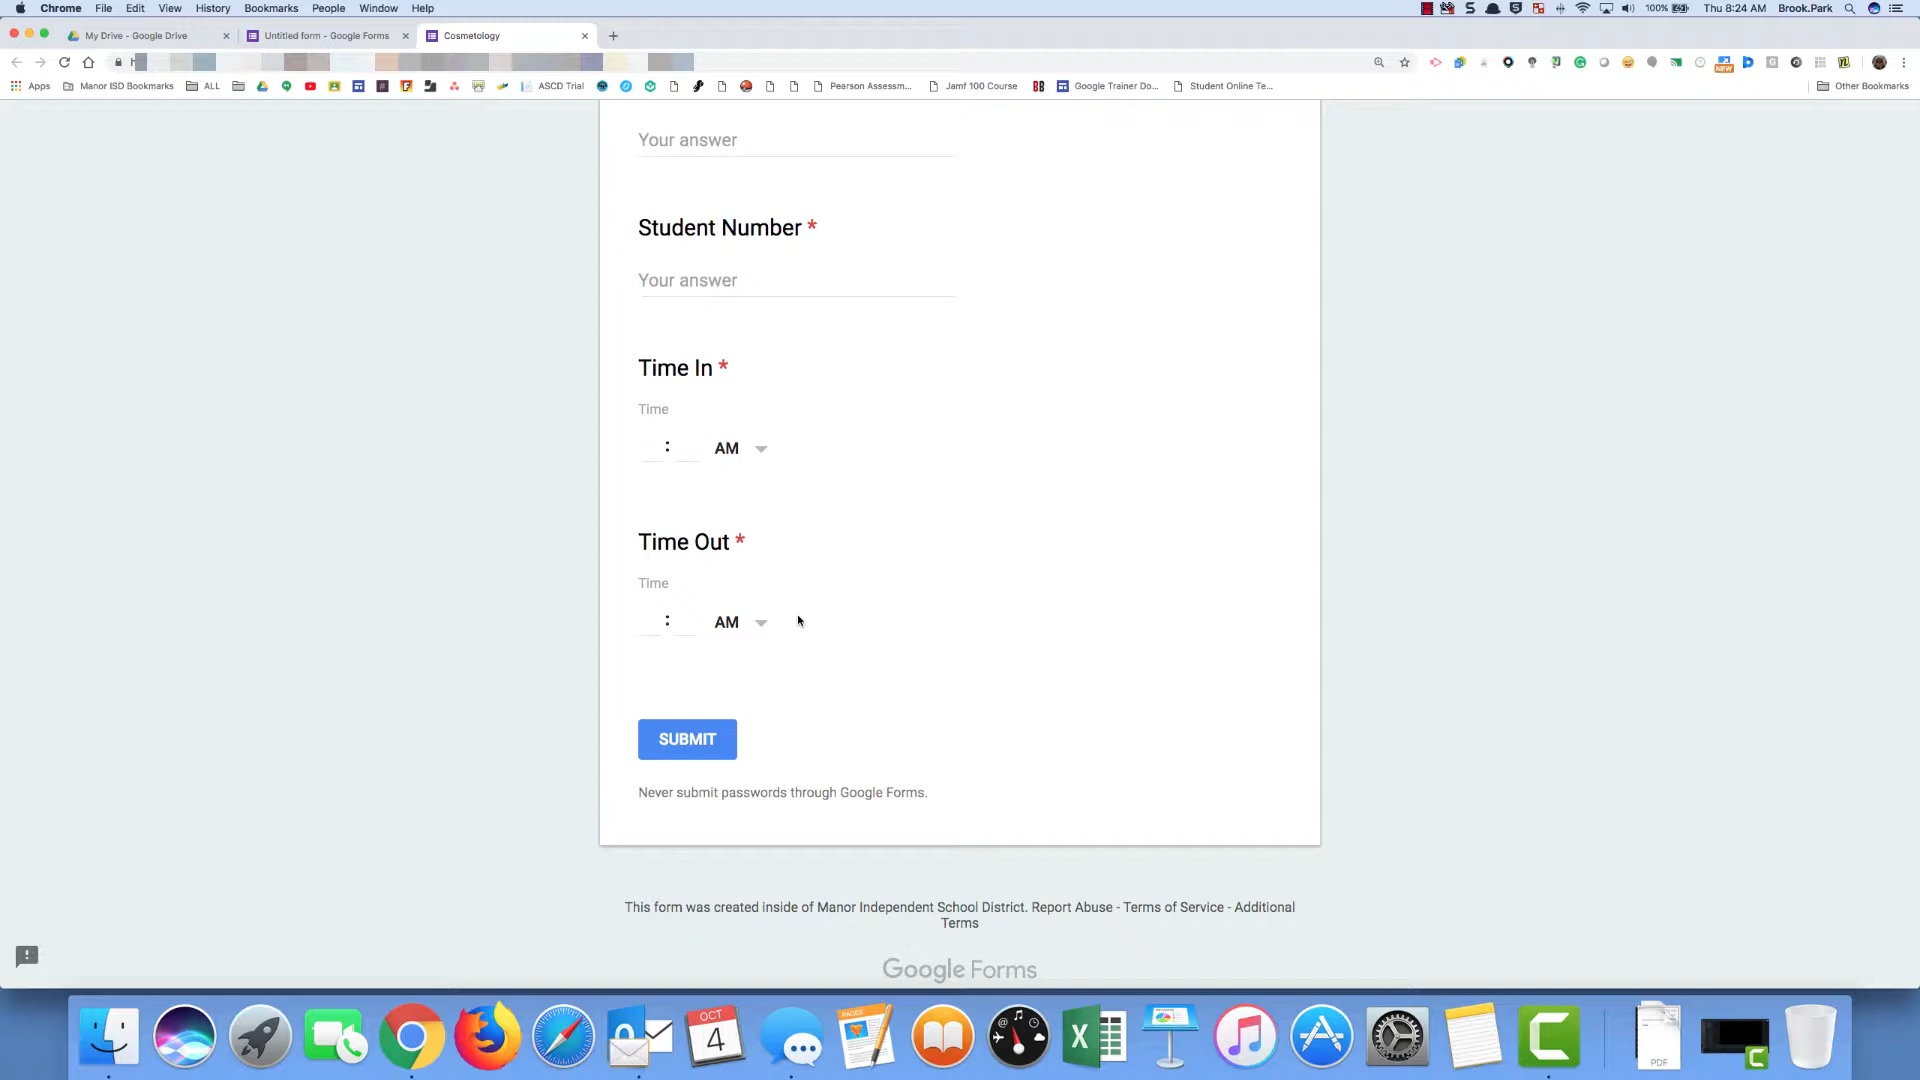 Chrome File Edit View History Bookmarks People Window Help 100% Thu 8:24 AM Brook.Park
My Drive - Google Drive Untitled form - Google Forms Cosmetology
NEW
Apps Manor ISD Bookmarks ALL ASCD Trial Pearson Assessm... Jamf 100 Course BB Google Trainer Do... Student Online Te... Other Bookmarks
Your answer
Student Number *
Your answer
Time In *
Time
: AM
Time Out *
Time
: AM
SUBMIT
Never submit passwords through Google Forms.
This form was created inside of Manor Independent School District. Report Abuse - Terms of Service - Additional
Terms
Google Forms
OCT
4
PAGES
PDF